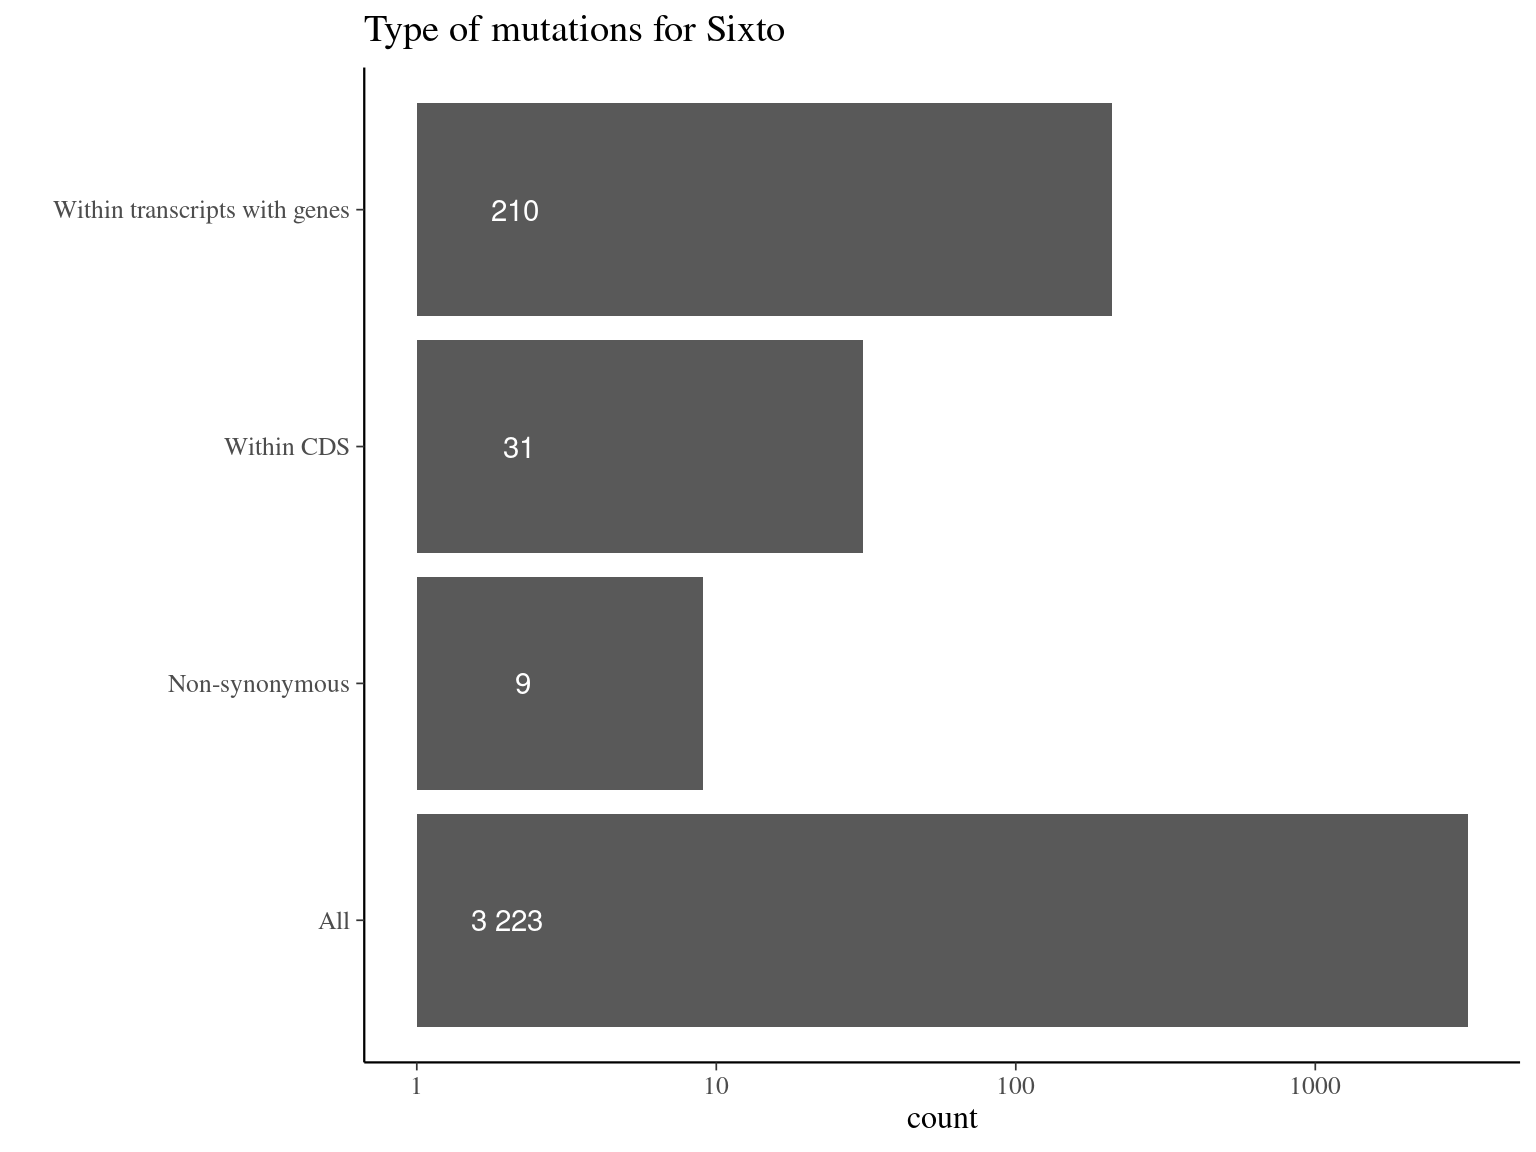 Type of mutations for Sixto
Within transcripts with genes
210
Within CDS
31
Non-synonymous
9
All
3 223
1 10 100 1000
count